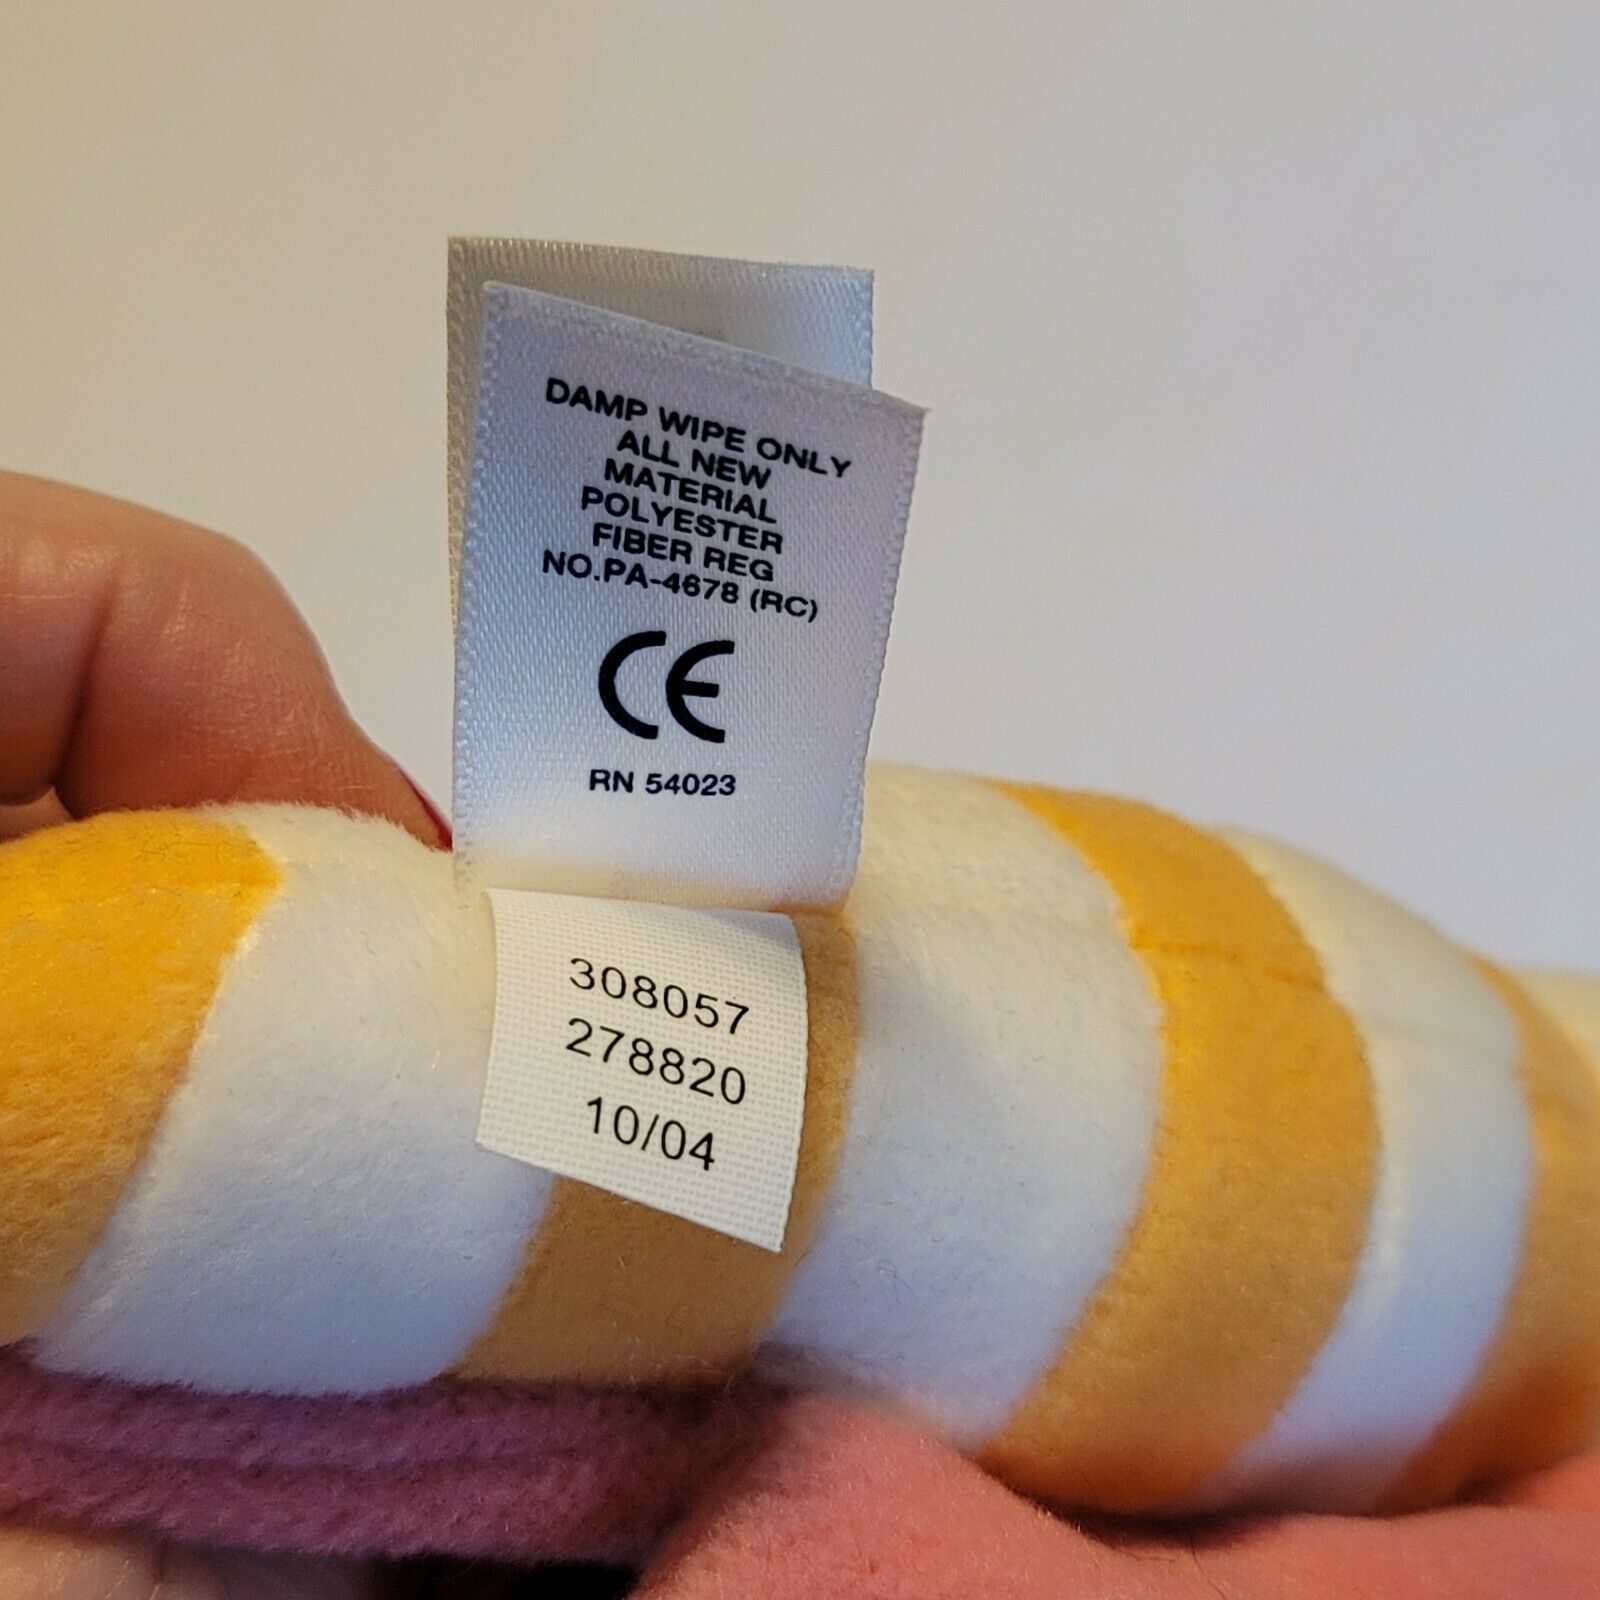 DAMP WIPE ONLY
ALL NEW
MATERIAL
POLYESTER
FIBER REG
NO.PA-4678 (RC)
CE
RN 54023
308057
278820
10/04